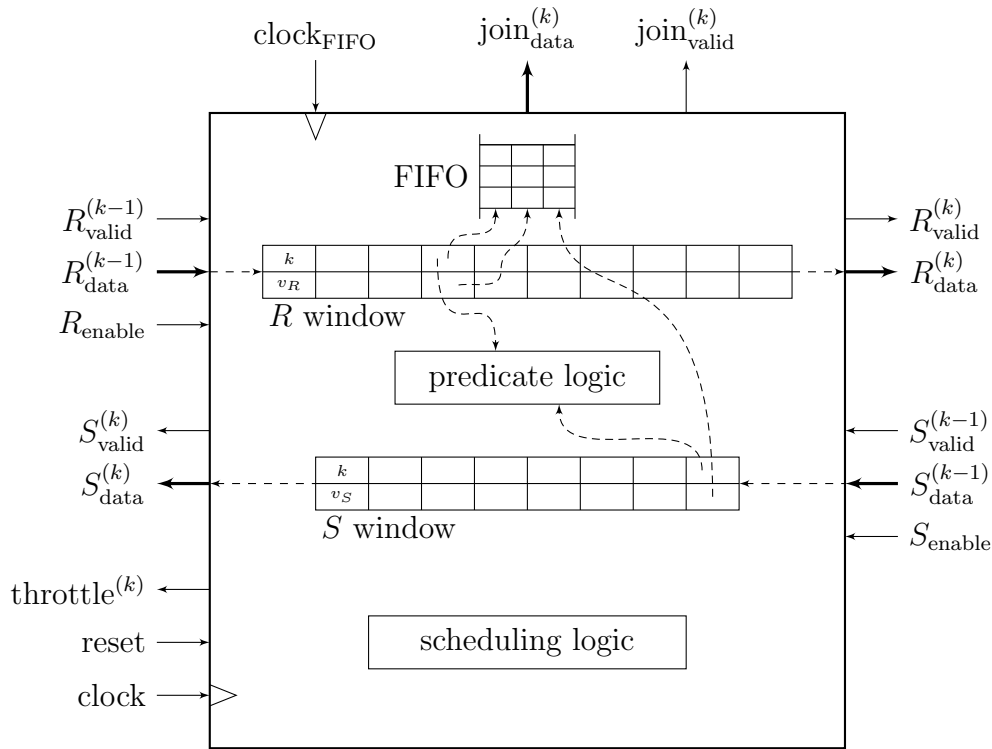 clock_FIFO
join_data^(k)
join_valid^(k)
FIFO
R_valid^(k−1)
R_valid^(k)
R_data^(k−1)
k
R_data^(k)
v_R
R window
R_enable
predicate logic
S_valid^(k)
S_valid^(k−1)
S_data^(k)
k
S_data^(k−1)
v_S
S window
S_enable
throttle^(k)
reset
scheduling logic
clock